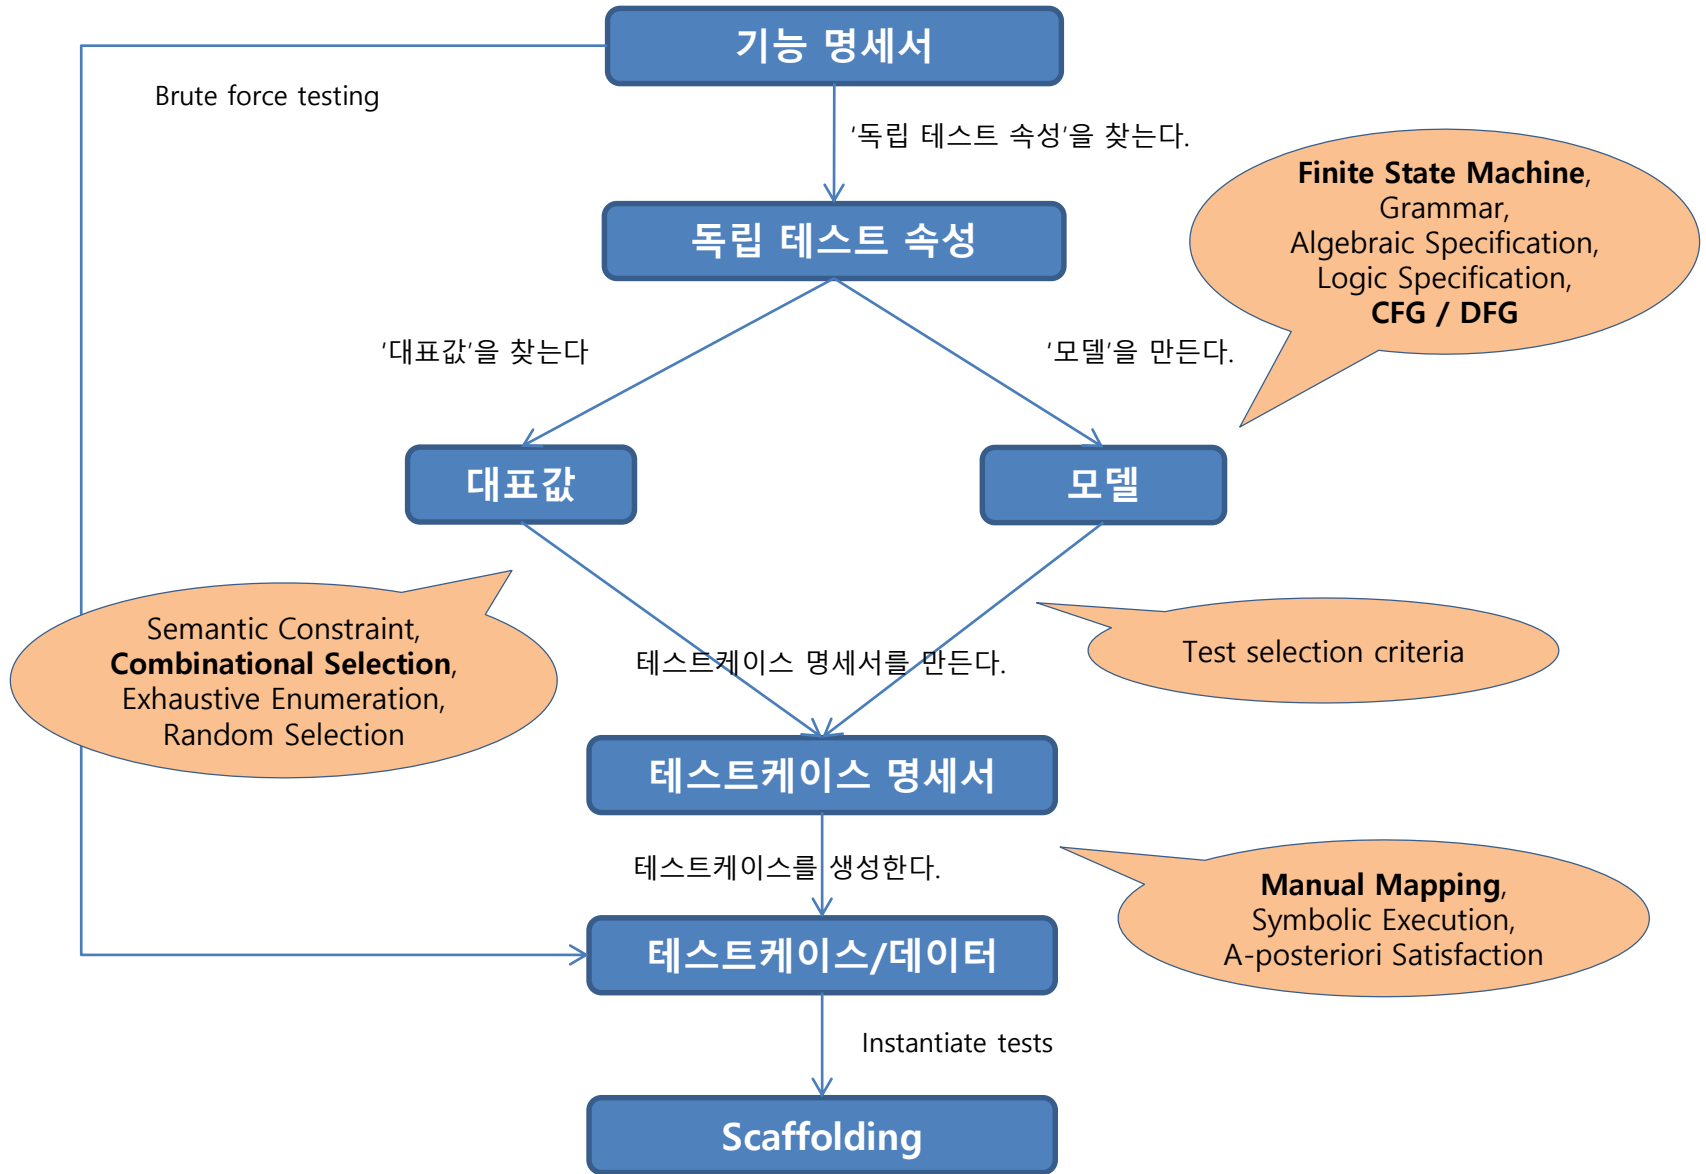 기능 명세서
Brute force testing
'독립 테스트 속성'을 찾는다.
Finite State Machine,
Grammar,
Algebraic Specification,
Logic Specification,
CFG / DFG
독립 테스트 속성
'대표값'을 찾는다
'모델'을 만든다.
대표값
모델
Semantic Constraint,
Combinational Selection,
Exhaustive Enumeration,
Random Selection
테스트케이스 명세서를 만든다.
Test selection criteria
테스트케이스 명세서
테스트케이스를 생성한다.
Manual Mapping,
Symbolic Execution,
A-posteriori Satisfaction
테스트케이스/데이터
Instantiate tests
Scaffolding